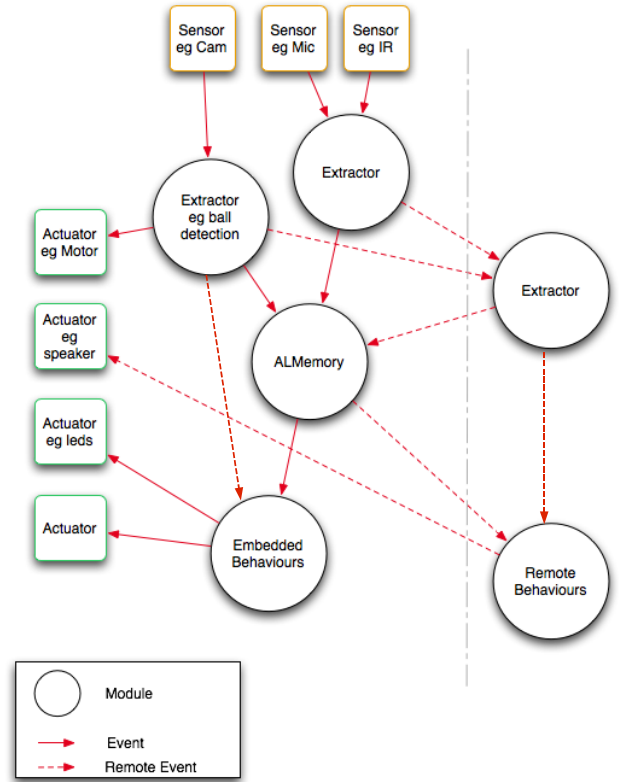 Sensor
eg Cam
Sensor
eg Mic
Sensor
eg IR
Extractor
Extractor
eg ball
detection
Actuator
eg Motor
Extractor
Actuator
eg
speaker
ALMemory
Actuator
eg leds
Actuator
Embedded
Behaviours
Remote
Behaviours
Module
Event
Remote Event